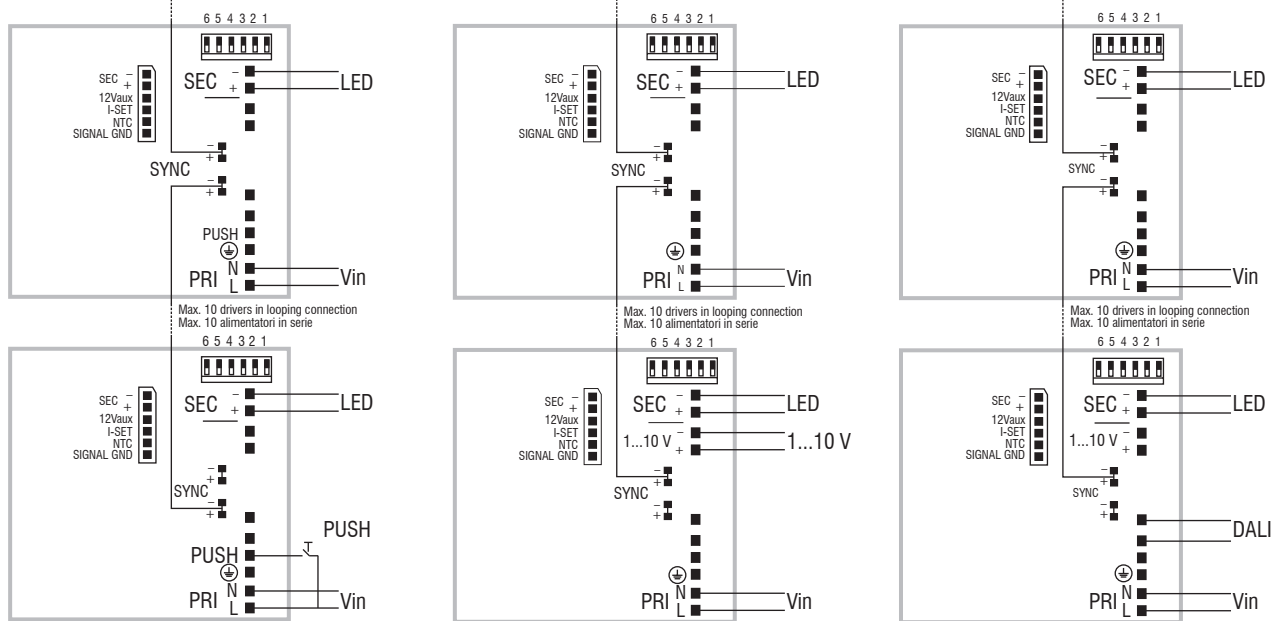 6 5 4 3 2 1
SEC -
+
12Vaux
I-SET
NTC
SIGNAL GND
SEC -
+
LED
-
+
SYNC
-
+
PUSH
N
PRI
L
Vin
Max. 10 drivers in looping connection
Max. 10 alimentatori in serie
6 5 4 3 2 1
SEC -
+
12Vaux
I-SET
NTC
SIGNAL GND
SEC -
+
LED
-
+
SYNC
-
+
N
PRI
L
Vin
Max. 10 drivers in looping connection
Max. 10 alimentatori in serie
6 5 4 3 2 1
SEC -
+
12Vaux
I-SET
NTC
SIGNAL GND
SEC -
+
LED
-
+
SYNC
-
+
N
PRI
L
Vin
Max. 10 drivers in looping connection
Max. 10 alimentatori in serie
6 5 4 3 2 1
SEC -
+
12Vaux
I-SET
NTC
SIGNAL GND
SEC -
+
LED
-
+
SYNC
-
+
PUSH
PUSH
N
PRI
L
Vin
6 5 4 3 2 1
SEC -
+
12Vaux
I-SET
NTC
SIGNAL GND
SEC -
+
LED
1...10 V -
+
1...10 V
-
+
SYNC
-
+
N
PRI
L
Vin
6 5 4 3 2 1
SEC -
+
12Vaux
I-SET
NTC
SIGNAL GND
SEC -
+
LED
1...10 V -
+
-
+
SYNC
-
+
DALI
N
PRI
L
Vin